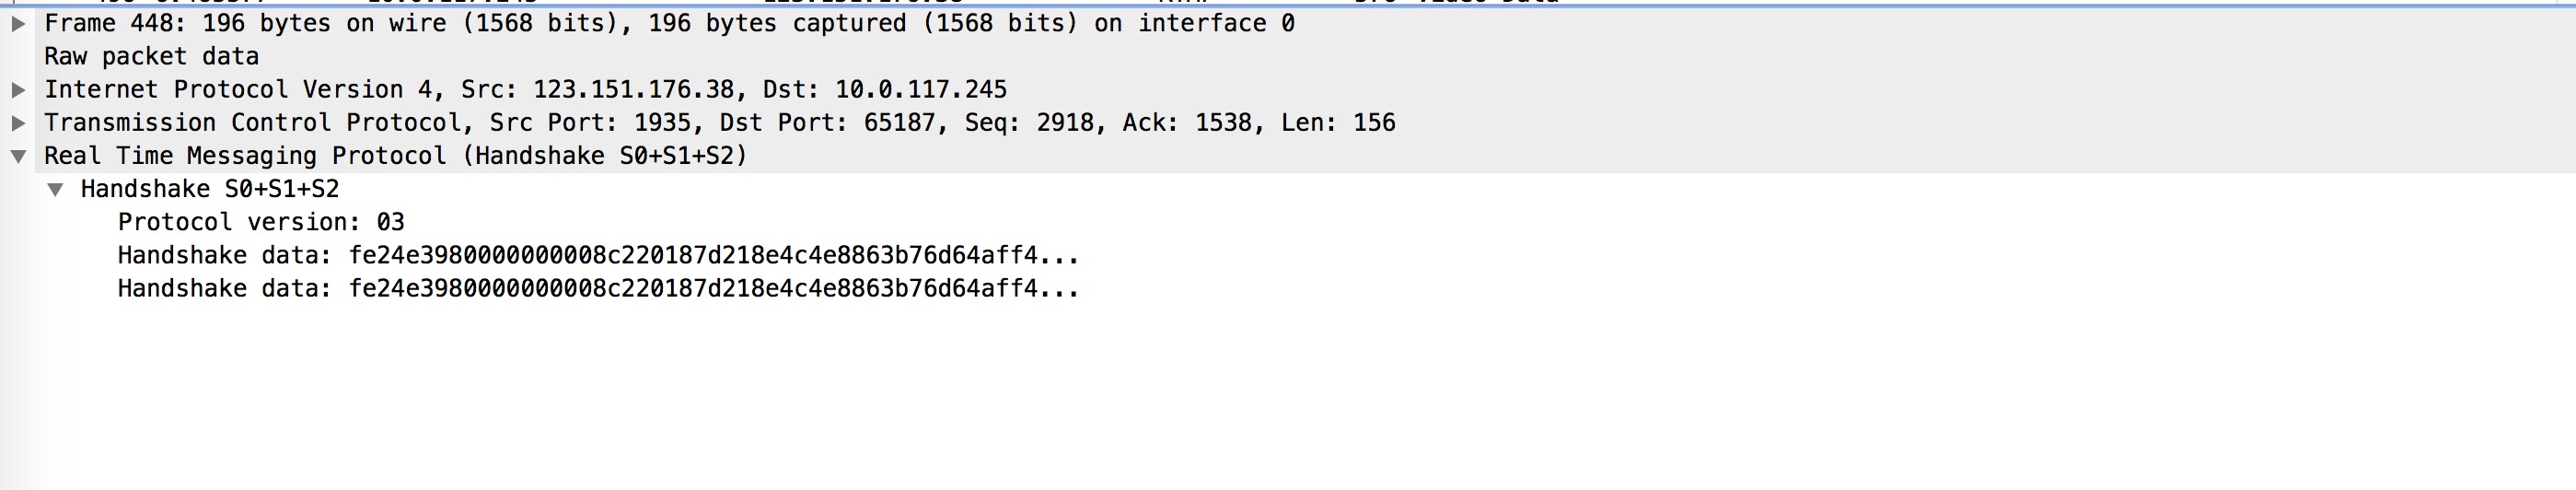 Frame 448: 196 bytes on wire (1568 bits), 196 bytes captured (1568 bits) on interface 0
Raw packet data
Internet Protocol Version 4, Src: 123.151.176.38, Dst: 10.0.117.245
Transmission Control Protocol, Src Port: 1935, Dst Port: 65187, Seq: 2918, Ack: 1538, Len: 156
Real Time Messaging Protocol (Handshake S0+S1+S2)
Handshake S0+S1+S2
Protocol version: 03
Handshake data: fe24e3980000000008c220187d218e4c4e8863b76d64aff4...
Handshake data: fe24e3980000000008c220187d218e4c4e8863b76d64aff4...